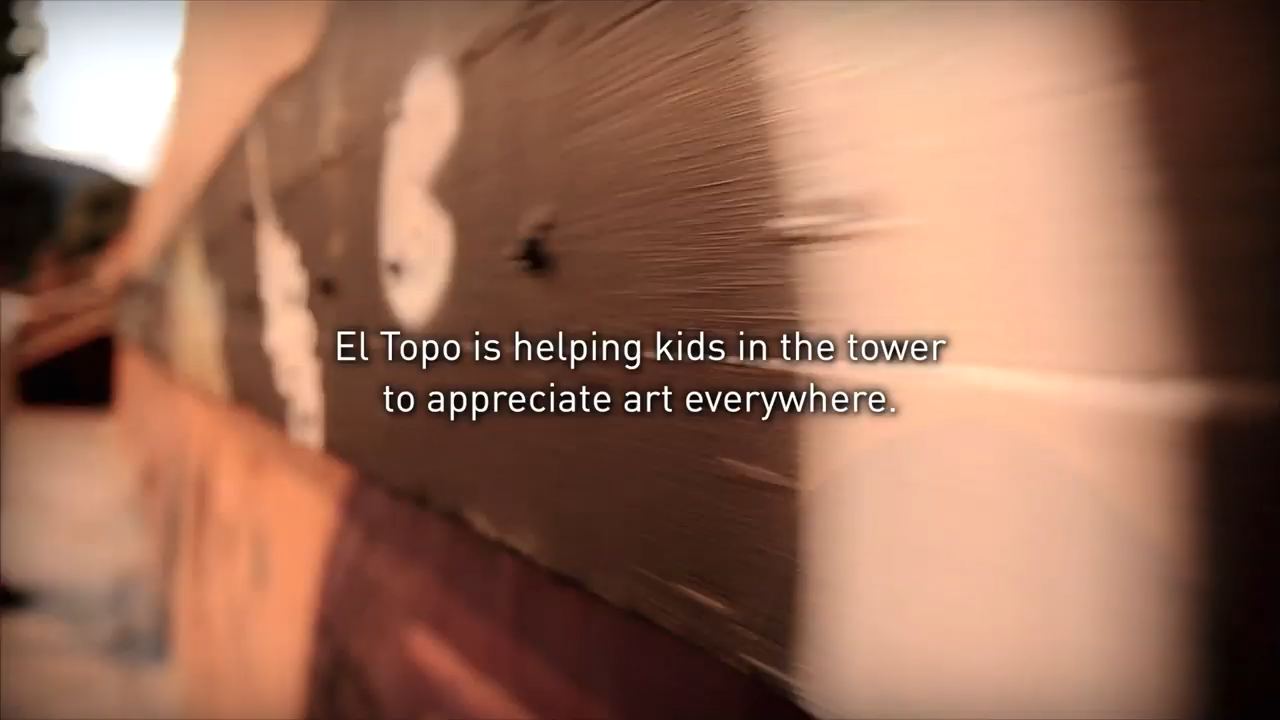 El Topo is helping kids in the tower
to appreciate art everywhere.